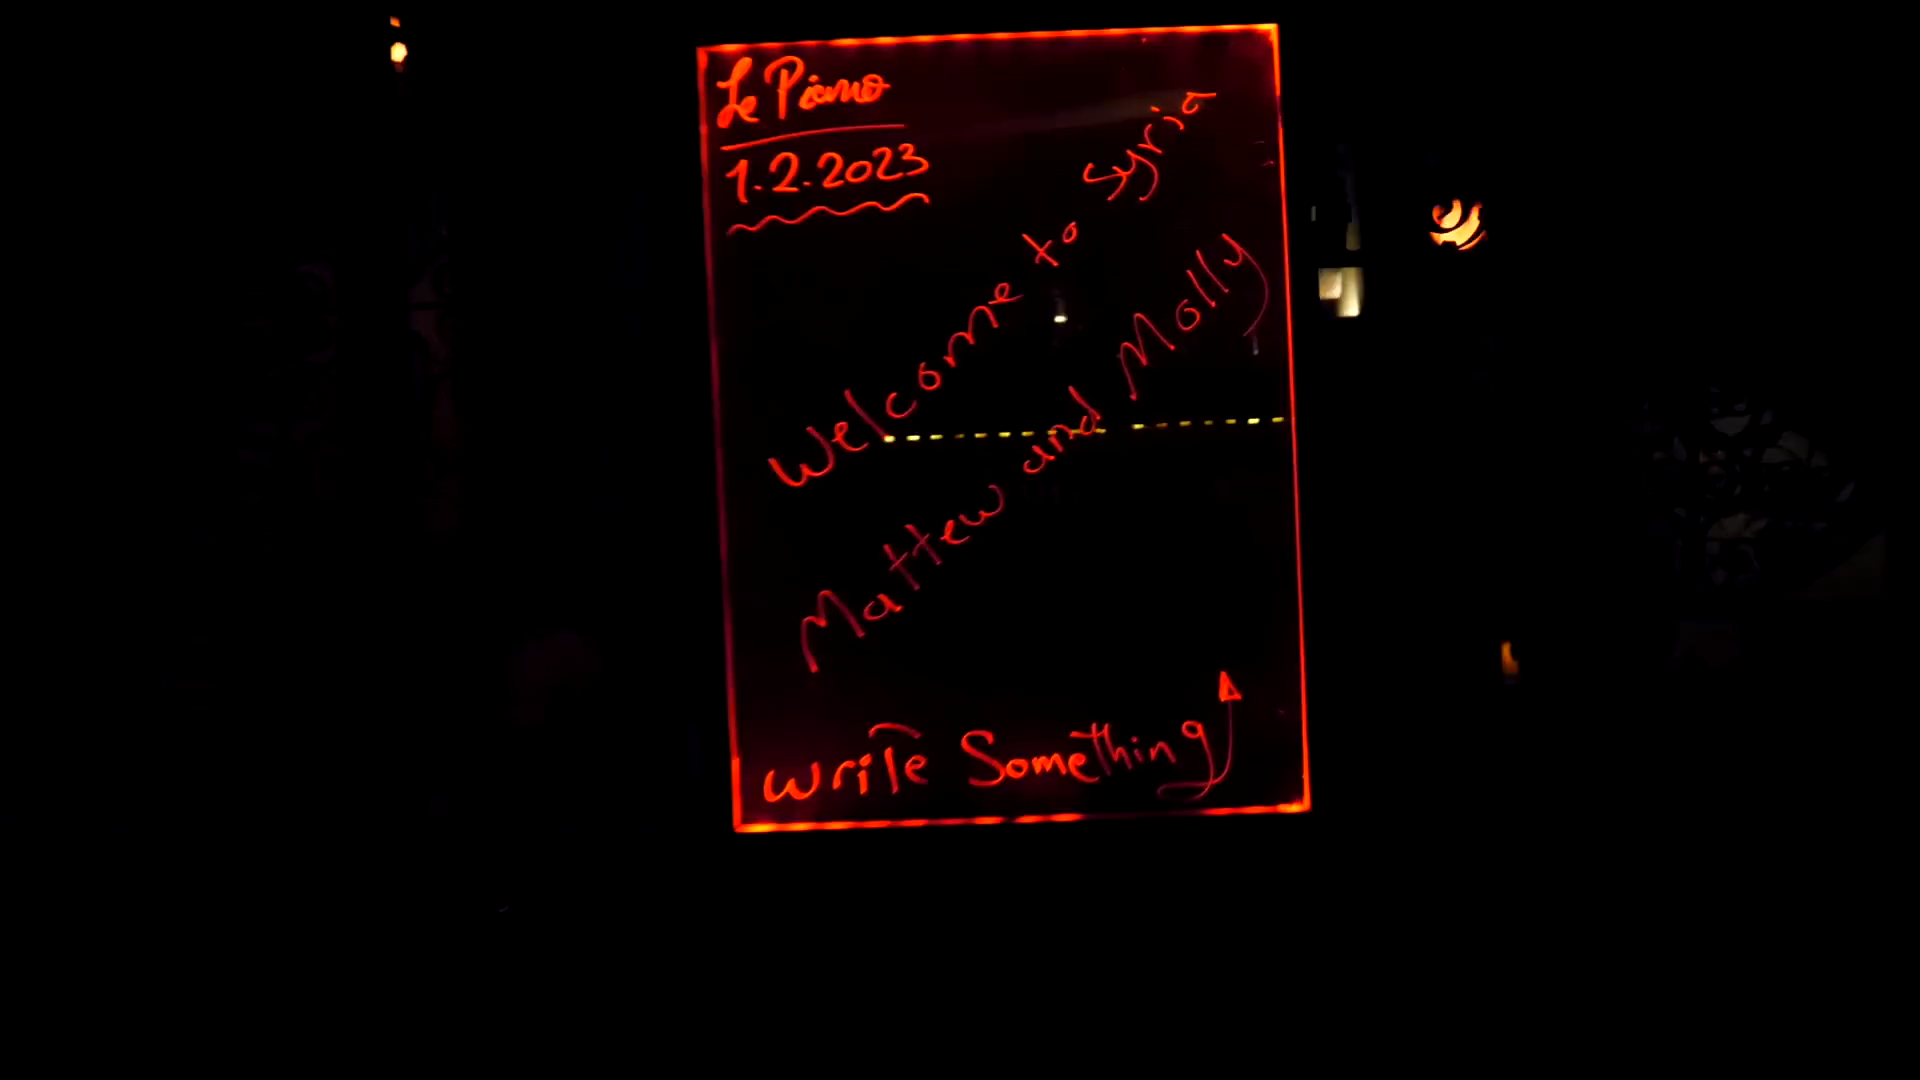 Le Piano
1.2.2023
Welcome to Syria
Mattew and Molly
Write Something